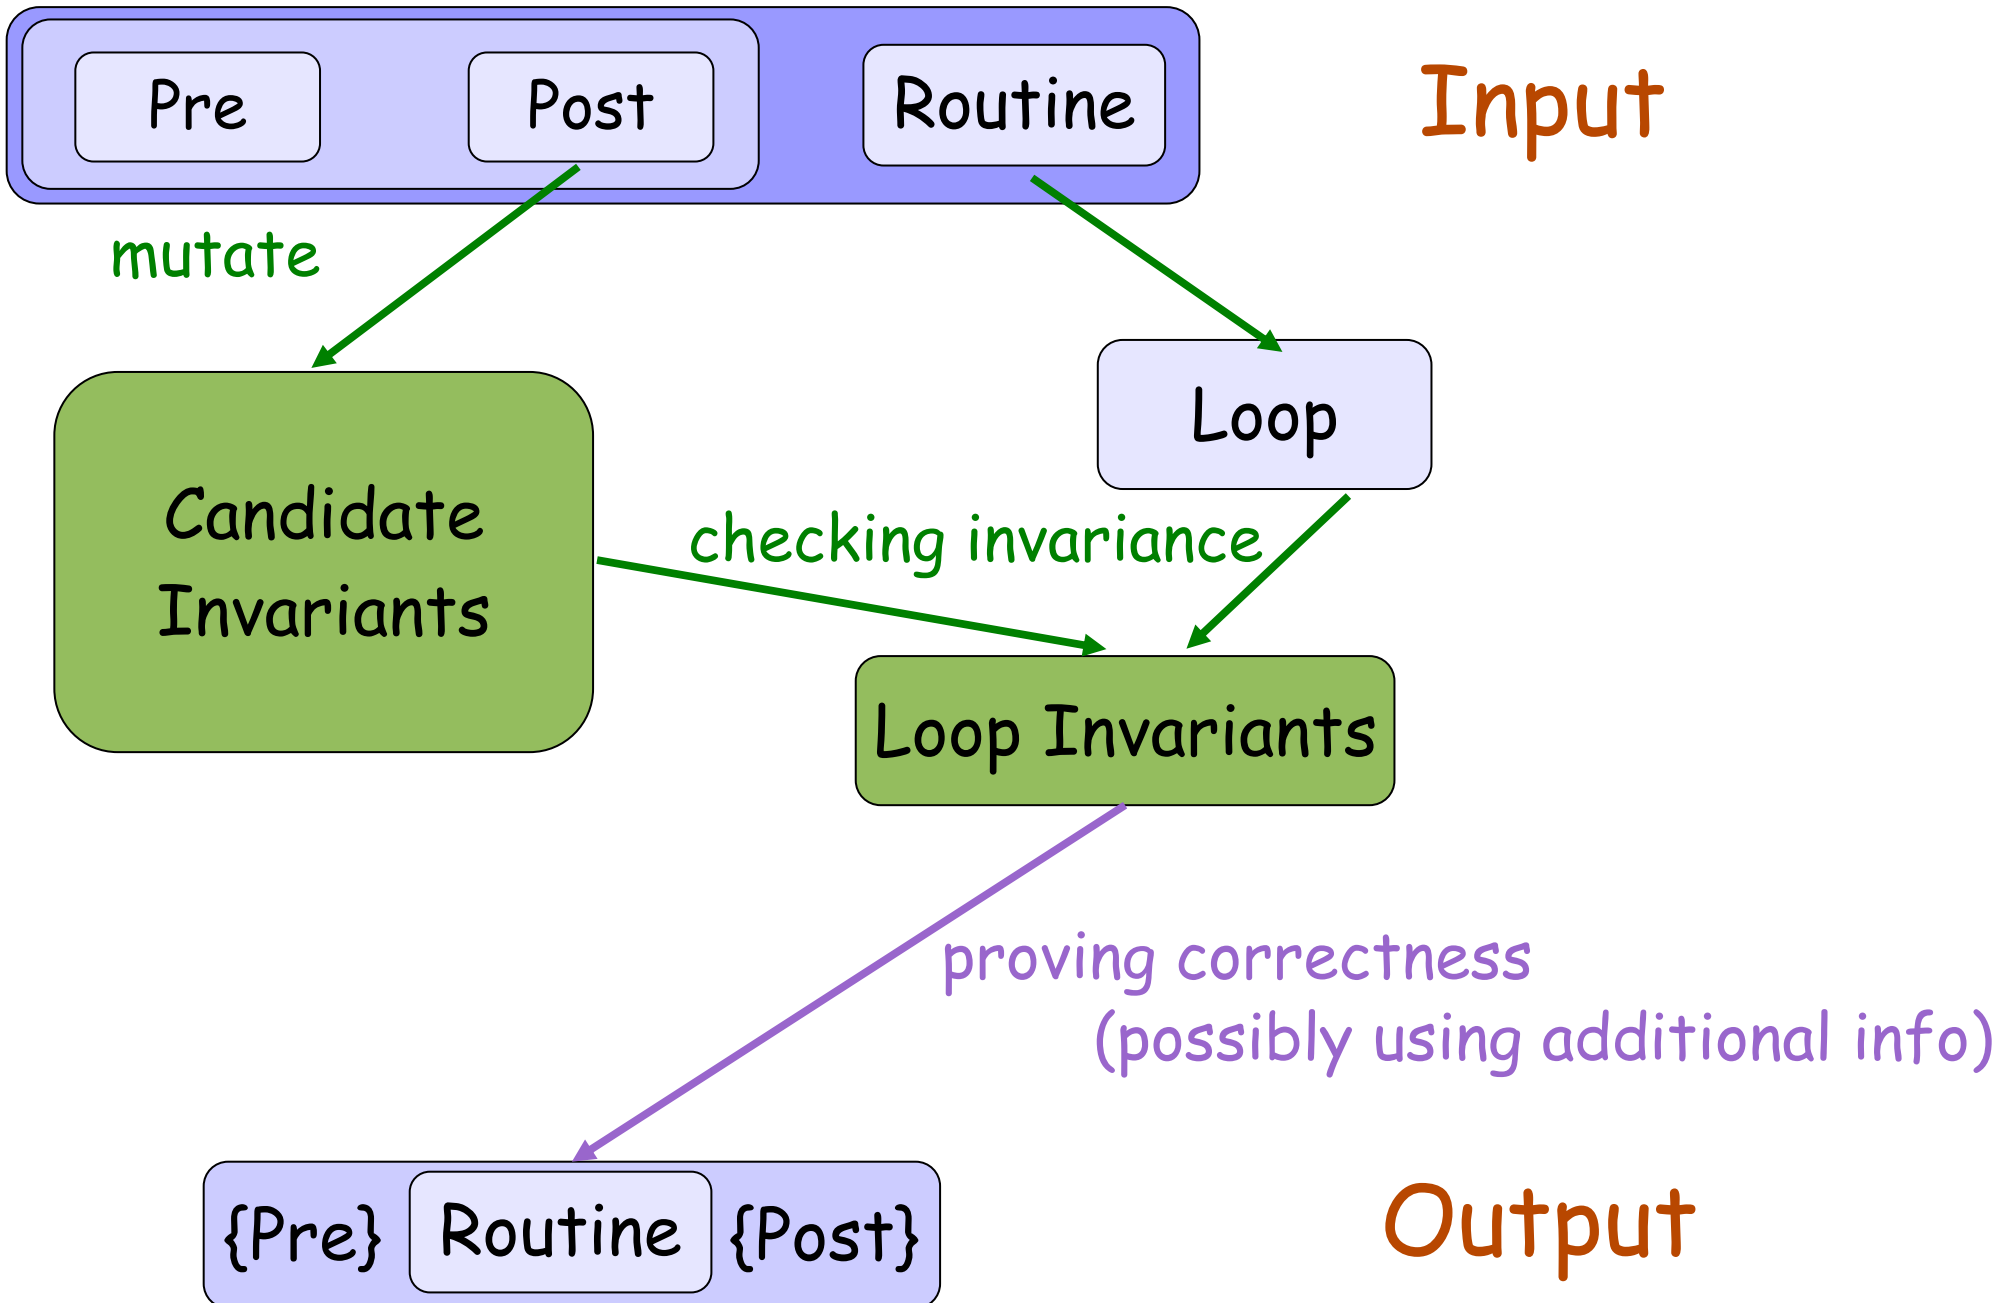 Pre
Post
Routine
Input
mutate
Loop
Candidate
Invariants
checking invariance
Loop Invariants
proving correctness
(possibly using additional info)
{Pre}
Routine
{Post}
Output